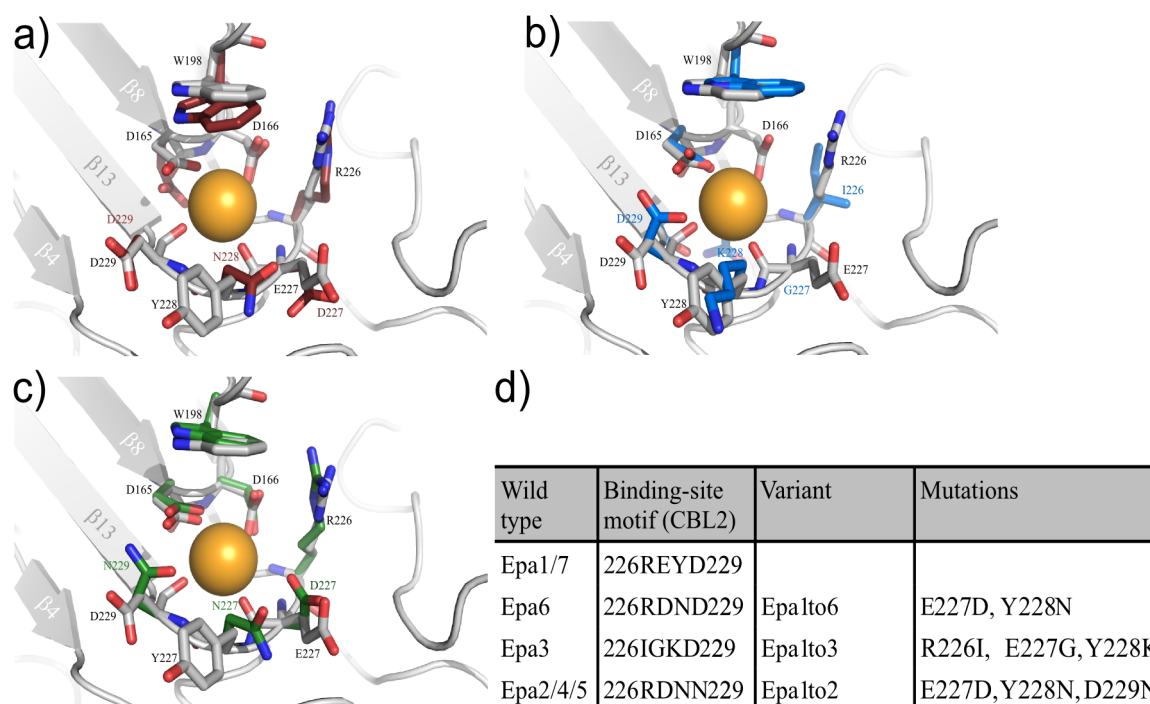 a)
W198
β8
D165
D166
R226
β13
D229
D229
N228
β4
Y228
E227
D227
b)
W198
β8
D165
D166
R226
I226
β13
D229
D229
K228
β4
Y228
G227
E227
c)
W198
β8
D165
D166
R226
β13
N229
D229
N227
D227
β4
Y227
E227
d)
Wild type | Binding-site motif (CBL2) | Variant | Mutations
Epa1/7 | 226REYD229
Epa6 | 226RDND229 | Epa1to6 | E227D, Y228N
Epa3 | 226IGKD229 | Epa1to3 | R226I, E227G, Y228K
Epa2/4/5 | 226RDNN229 | Epa1to2 | E227D, Y228N, D229N